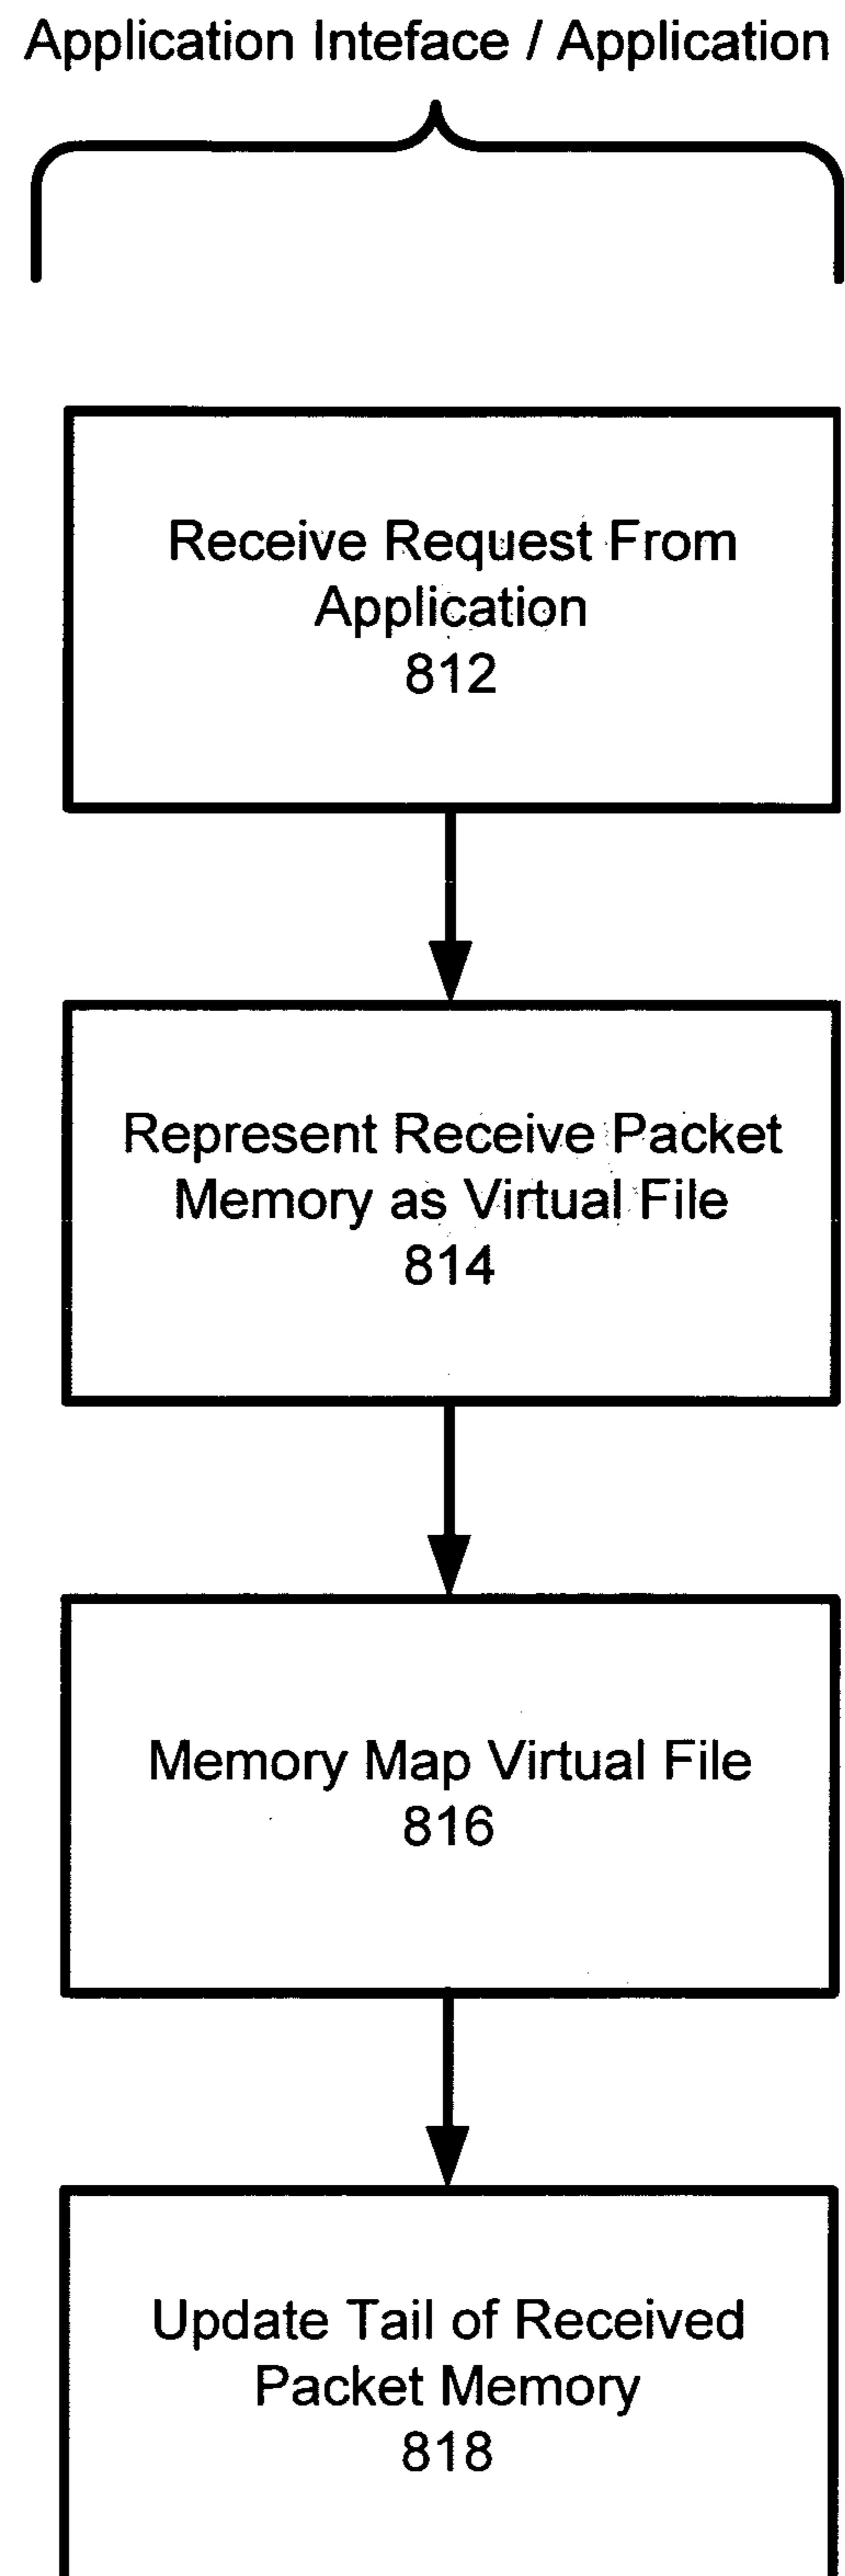 Application Inteface / Application
Receive Request From
Application
812
Represent Receive Packet
Memory as Virtual File
814
Memory Map Virtual File
816
Update Tail of Received
Packet Memory
818